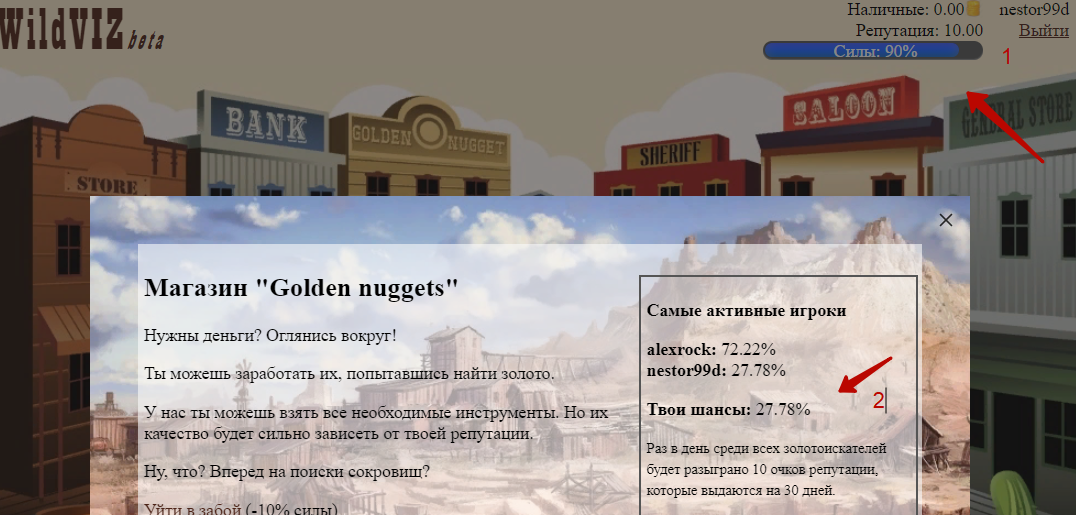 WildVIZ beta
Наличные: 0.00 nestor99d
Репутация: 10.00 Выйти
Силы: 90%
1
BANK
GOLDEN NUGGET
SALOON
GENERAL STORE
SHERIFF
STORE
Магазин "Golden nuggets"
Нужны деньги? Оглянись вокруг!
Ты можешь заработать их, попытавшись найти золото.
У нас ты можешь взять все необходимые инструменты. Но их
качество будет сильно зависеть от твоей репутации.
Ну, что? Вперед на поиски сокровищ?
Уйти в забой (-10% силы)
Самые активные игроки
alexrock: 72.22%
nestor99d: 27.78%
Твои шансы: 27.78%
2
Раз в день среди всех золотоискателей
будет разыграно 10 очков репутации,
которые выдаются на 30 дней.